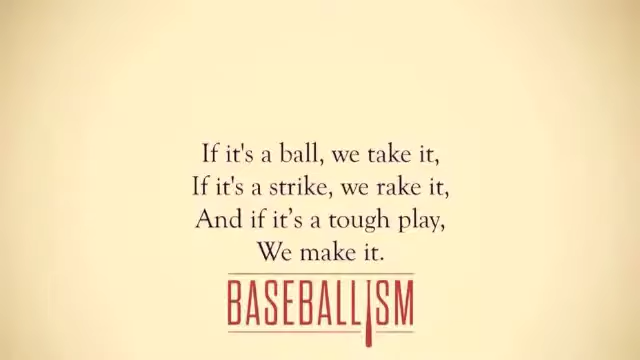 If it's a ball, we take it,
If it's a strike, we rake it,
And if it’s a tough play,
We make it.
BASEBALLISM